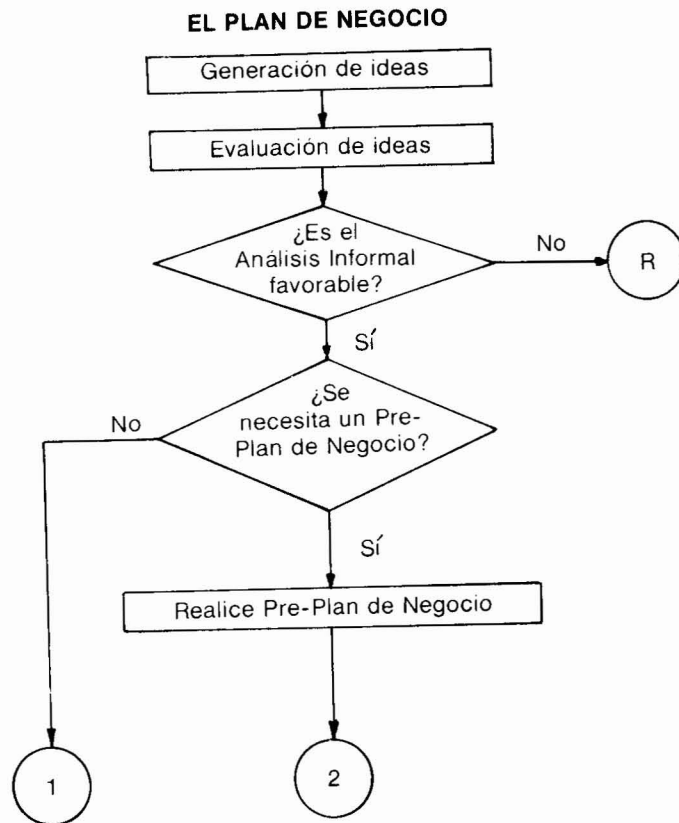 EL PLAN DE NEGOCIO
Generación de ideas
Evaluación de ideas
¿Es el
Análisis Informal
favorable?
No
R
Sí
¿Se
necesita un Pre-
Plan de Negocio?
No
Sí
Realice Pre-Plan de Negocio
1
2